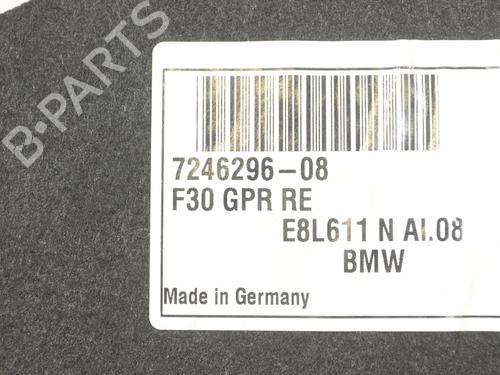 B-PARTS
7246296-08
F30 GPR RE
E8L611 N AI.08
BMW
Made in Germany